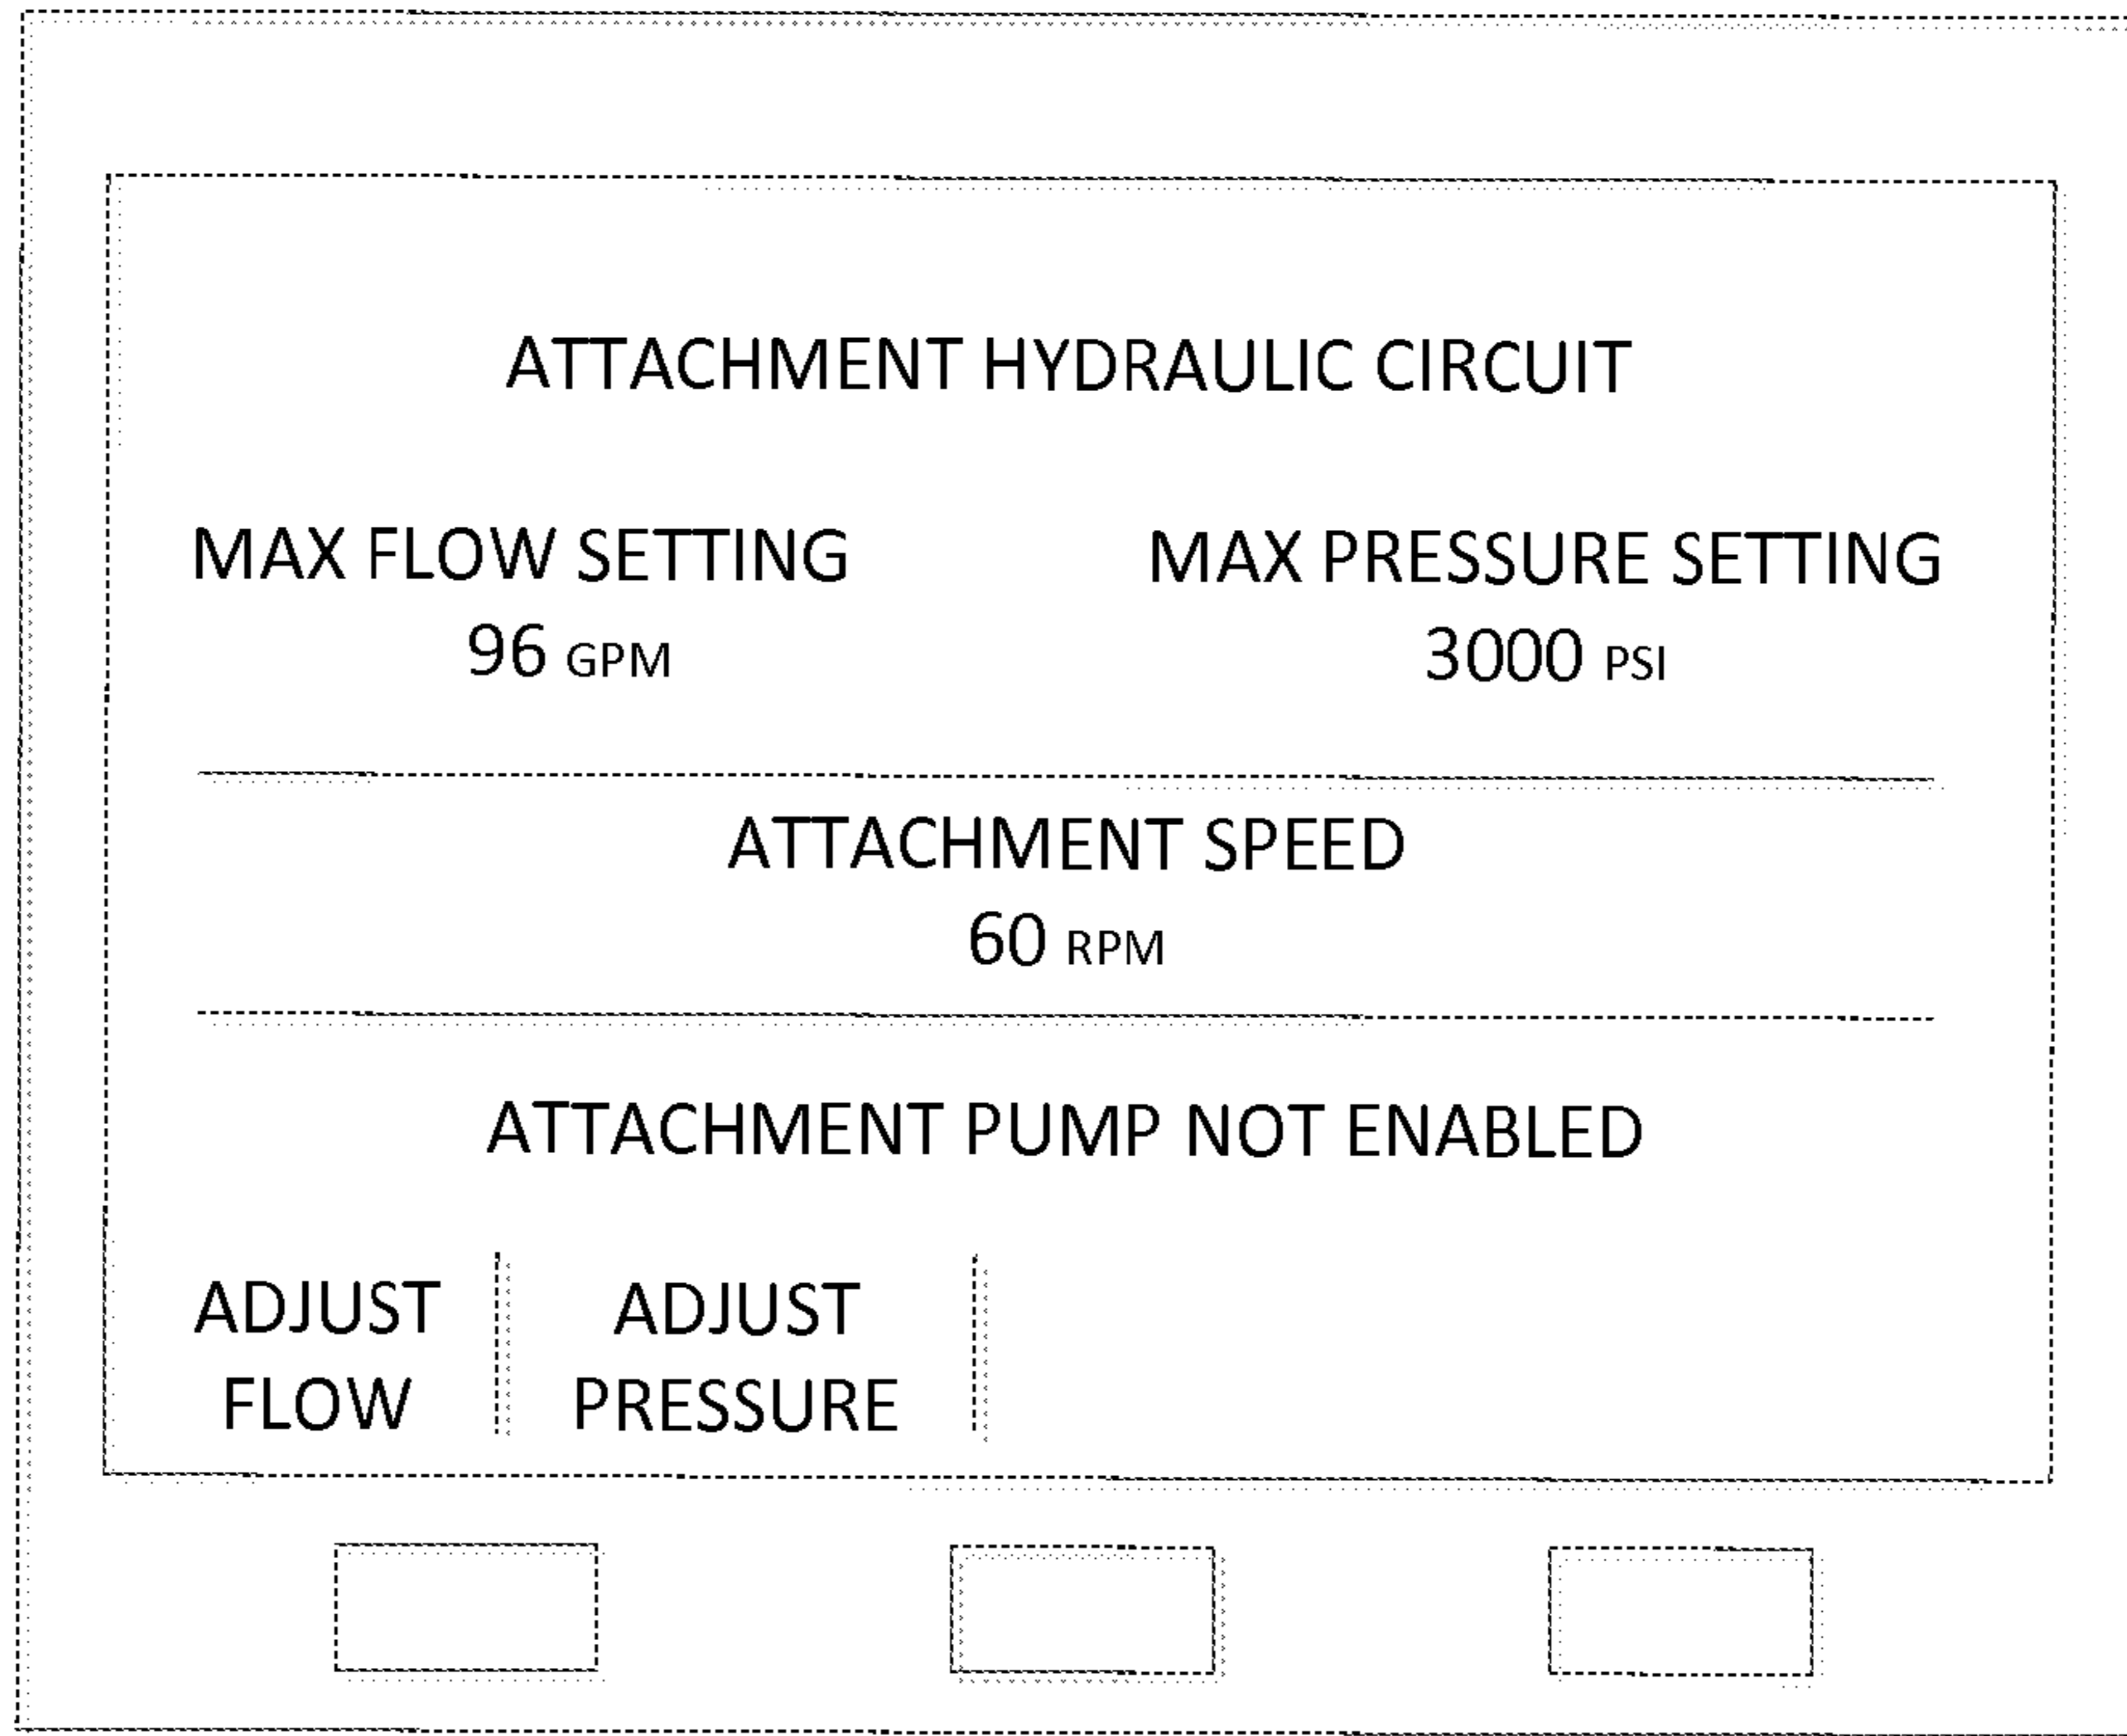 ATTACHMENT HYDRAULIC CIRCUIT
MAX FLOW SETTING
96 GPM
MAX PRESSURE SETTING
3000 PSI
ATTACHMENT SPEED
60 RPM
ATTACHMENT PUMP NOT ENABLED
ADJUST
FLOW
ADJUST
PRESSURE